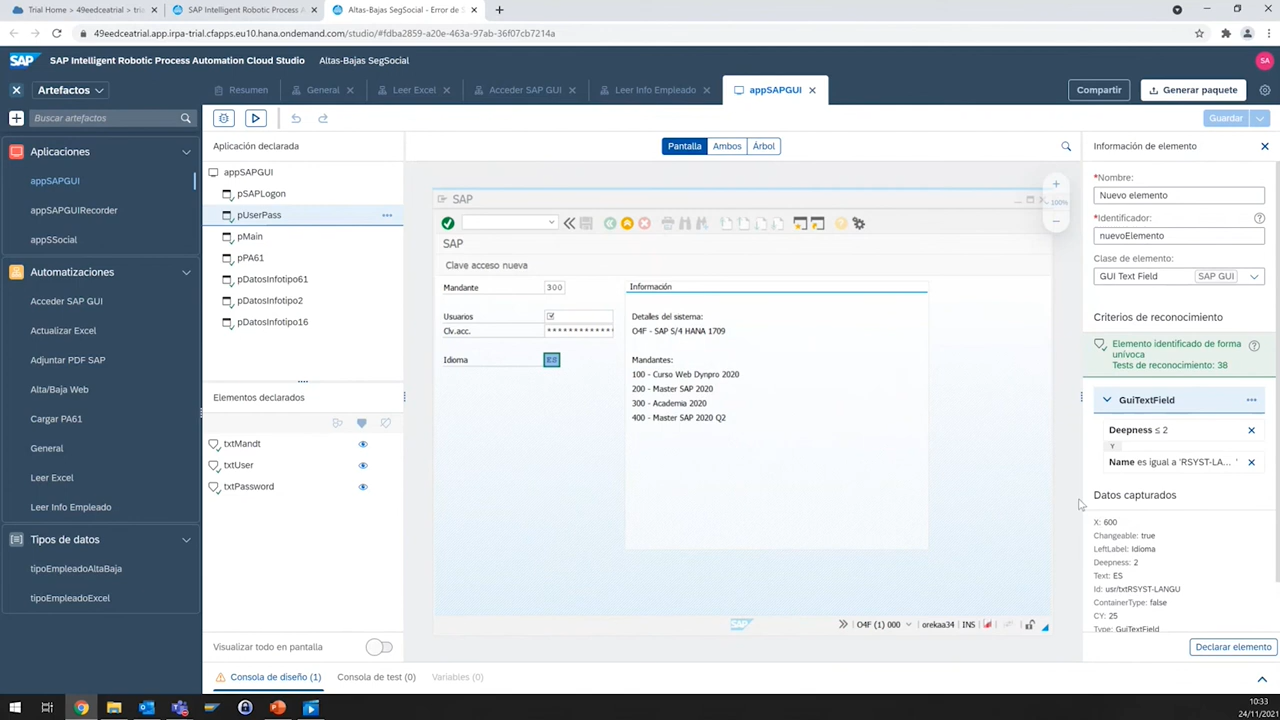 Trial Home > 49eedceatrial > tria
SAP Intelligent Robotic Process A
Altas-Bajas SegSocial - Error de S
49eedceatrial.app.irpa-trial.cfapps.eu10.hana.ondemand.com/studio/#fdba2859-a20e-463a-97ab-36f07cb7214a
SAP
SAP Intelligent Robotic Process Automation Cloud Studio
Altas-Bajas SegSocial
SA
Artefactos
Resumen
General
Leer Excel
Acceder SAP GUI
Leer Info Empleado
appSAPGUI
Compartir
Generar paquete
Buscar artefactos
Guardar
Aplicaciones
appSAPGUI
appSAPGUIRecorder
appSSocial
Automatizaciones
Acceder SAP GUI
Actualizar Excel
Adjuntar PDF SAP
Alta/Baja Web
Cargar PA61
General
Leer Excel
Leer Info Empleado
Tipos de datos
tipoEmpleadoAltaBaja
tipoEmpleadoExcel
Aplicación declarada
appSAPGUI
pSAPLogon
pUserPass
pMain
pPA61
pDatosInfotipo61
pDatosInfotipo2
pDatosInfotipo16
Elementos declarados
txtMandt
txtUser
txtPassword
Visualizar todo en pantalla
Pantalla
Ambos
Árbol
100%
SAP
SAP
Clave acceso nueva
Mandante
300
Usuarios
Clv.acc.
************
Idioma
ES
Información
Detalles del sistema:
O4F - SAP S/4 HANA 1709
Mandantes:
100 - Curso Web Dynpro 2020
200 - Master SAP 2020
300 - Academia 2020
400 - Master SAP 2020 Q2
SAP
O4F (1) 000
orekaa34
INS
Información de elemento
*Nombre:
Nuevo elemento
*Identificador:
nuevoElemento
Clase de elemento:
GUI Text Field
SAP GUI
Criterios de reconocimiento
Elemento identificado de forma
unívoca
Tests de reconocimiento: 38
GuiTextField
Deepness ≤ 2
Y
Name es igual a 'RSYST-LA... '
Datos capturados
X: 600
Changeable: true
LeftLabel: Idioma
Deepness: 2
Text: ES
Id: usr/txtRSYST-LANGU
ContainerType: false
CY: 25
Type: GuiTextField
Declarar elemento
Consola de diseño (1)
Consola de test (0)
Variables (0)
10:33
24/11/2021